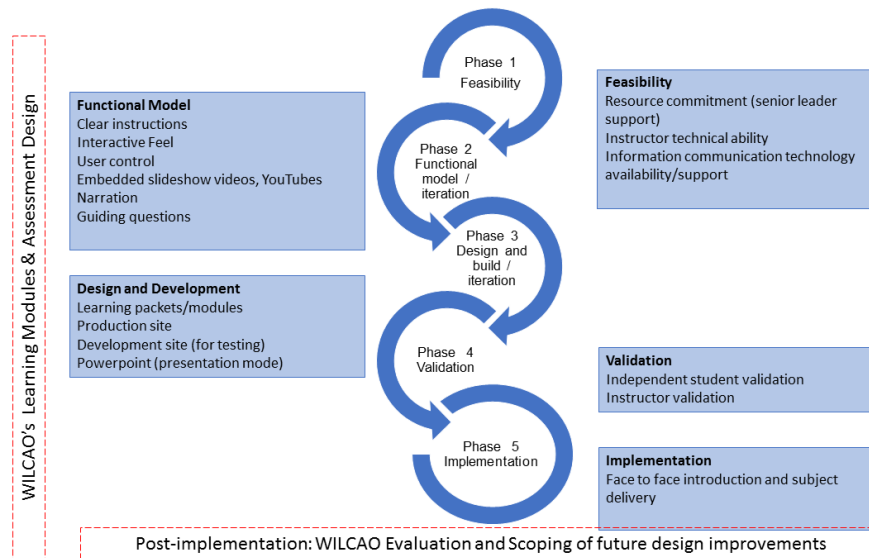 WILCAO's Learning Modules & Assessment Design
Functional Model
Clear instructions
Interactive Feel
User control
Embedded slideshow videos, YouTubes
Narration
Guiding questions
Design and Development
Learning packets/modules
Production site
Development site (for testing)
Powerpoint (presentation mode)
Phase 1
Feasibility
Phase 2
Functional
model /
iteration
Phase 3
Design and
build /
iteration
Phase 4
Validation
Phase 5
Implementation
Feasibility
Resource commitment (senior leader
support)
Instructor technical ability
Information communication technology
availability/support
Validation
Independent student validation
Instructor validation
Implementation
Face to face introduction and subject
delivery
Post-implementation: WILCAO Evaluation and Scoping of future design improvements